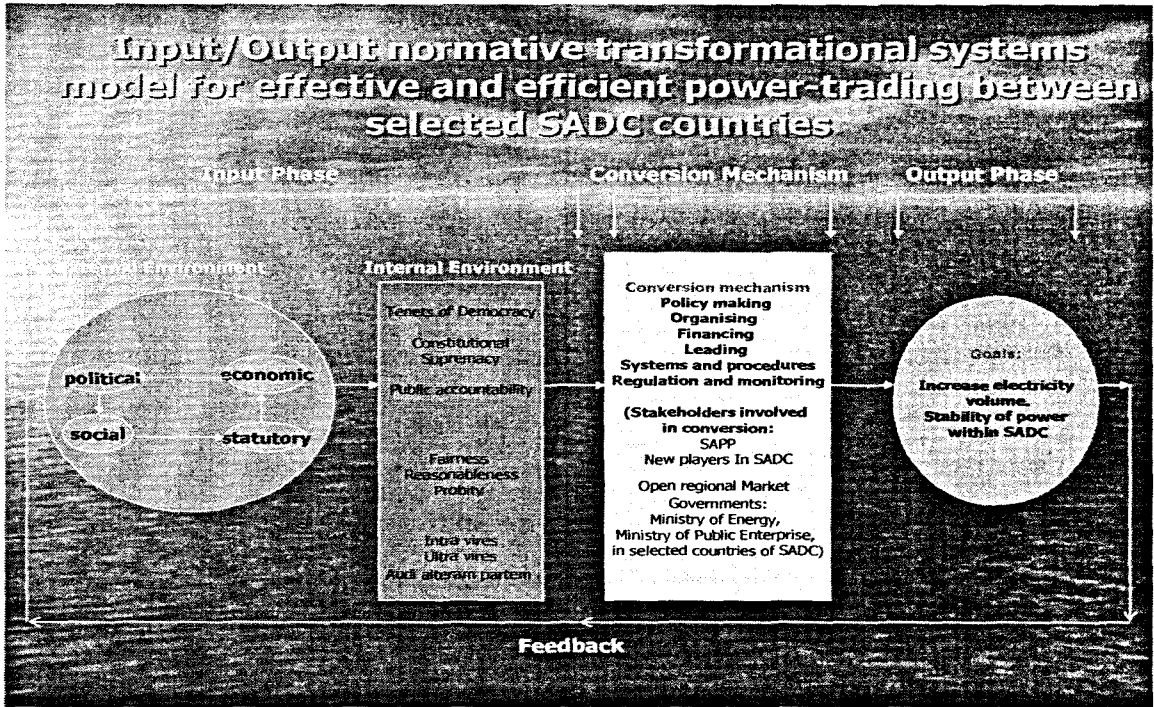 Input/Output normative transformational systems
model for effective and efficient power-trading between
selected SADC countries
Input Phase
Conversion Mechanism
Output Phase
Environment
political
economic
social
statutory
Internal Environment
Tenets of Democracy
Constitutional
Supremacy
Public accountability
Fairness
Reasonableness
Probity
Intra vires
Ultra vires
Audi alteram partem
Conversion mechanism
Policy making
Organising
Financing
Leading
Systems and procedures
Regulation and monitoring
(Stakeholders involved
in conversion:
SAPP
New players In SADC
Open regional Market
Governments:
Ministry of Energy,
Ministry of Public Enterprise,
in selected countries of SADC)
Goals:
Increase electricity
volume.
Stability of power
within SADC
Feedback